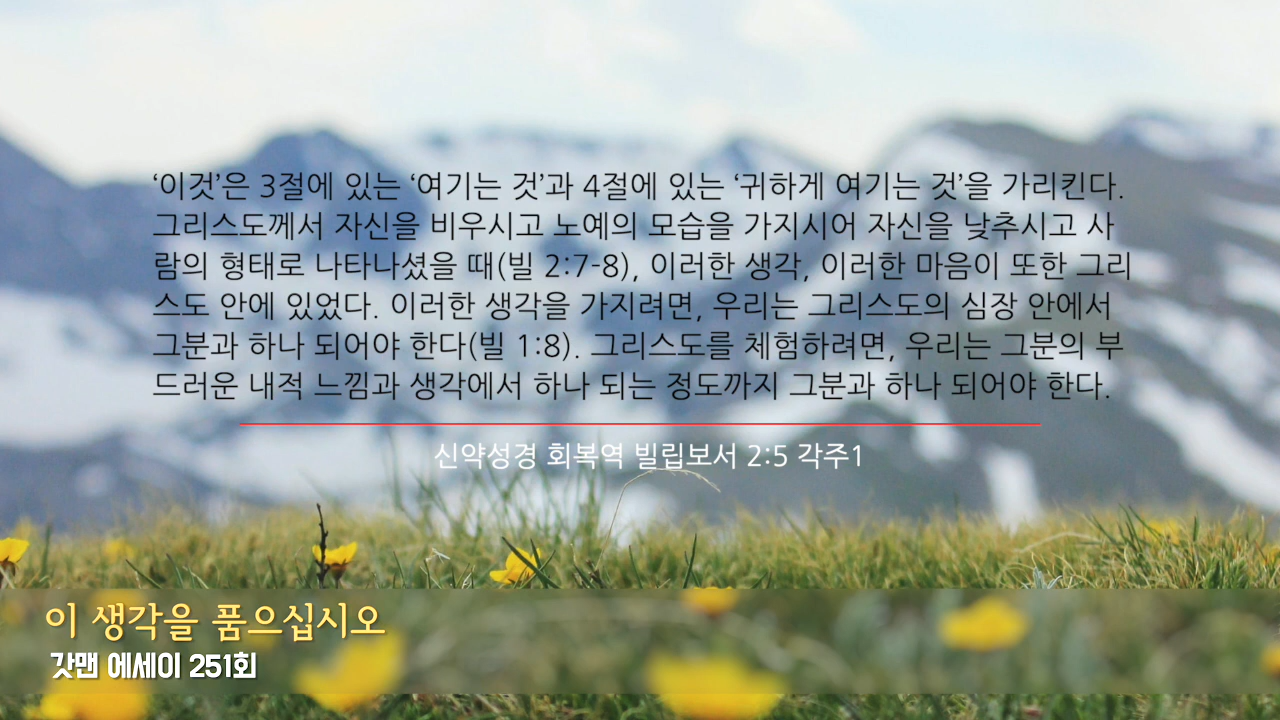 ‘이것’은 3절에 있는 ‘여기는 것’과 4절에 있는 ‘귀하게 여기는 것’을 가리킨다.
그리스도께서 자신을 비우시고 노예의 모습을 가지시어 자신을 낮추시고 사
람의 형태로 나타나셨을 때(빌 2:7-8), 이러한 생각, 이러한 마음이 또한 그리
스도 안에 있었다. 이러한 생각을 가지려면, 우리는 그리스도의 심장 안에서
그분과 하나 되어야 한다(빌 1:8). 그리스도를 체험하려면, 우리는 그분의 부
드러운 내적 느낌과 생각에서 하나 되는 정도까지 그분과 하나 되어야 한다.
신약성경 회복역 빌립보서 2:5 각주1
이 생각을 품으십시오
갓맨 에세이 251회